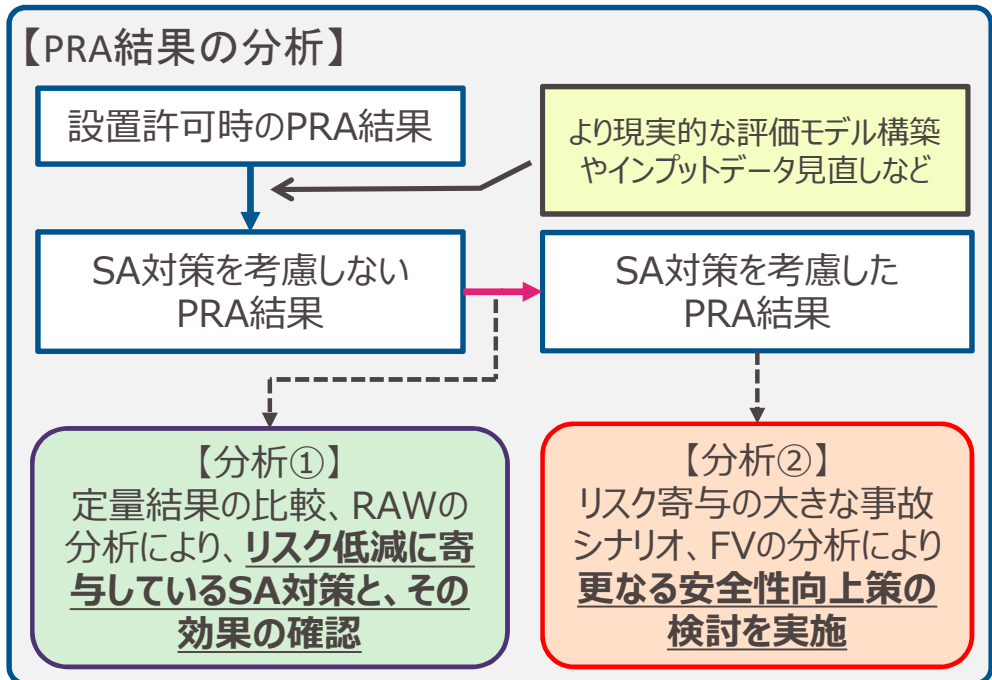 【PRA結果の分析】
設置許可時のPRA結果
より現実的な評価モデル構築
やインプットデータ見直しなど
SA対策を考慮しない
PRA結果
SA対策を考慮した
PRA結果
【分析①】
定量結果の比較、RAWの
分析により、リスク低減に寄
与しているSA対策と、その
効果の確認
【分析②】
リスク寄与の大きな事故
シナリオ、FVの分析により
更なる安全性向上策の
検討を実施